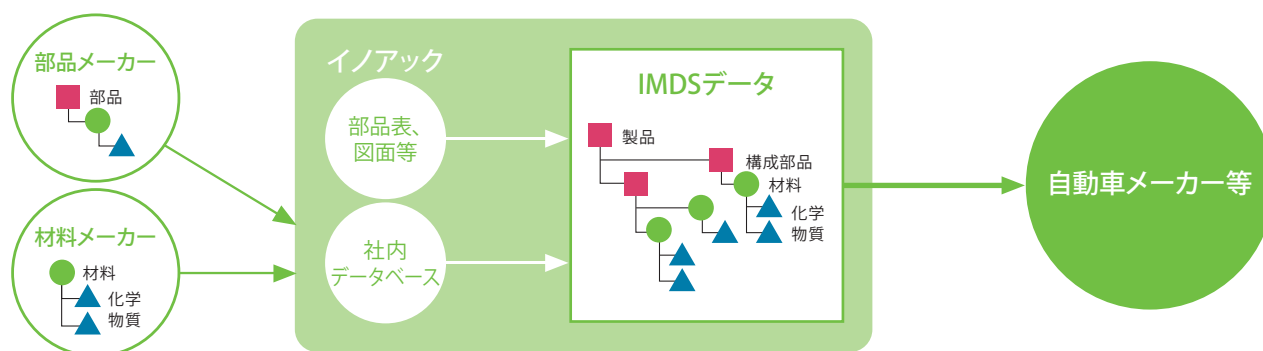 部品メーカー
部品
材料メーカー
材料
化学
物質
イノアック
部品表、
図面等
社内
データベース
IMDSデータ
製品
構成部品
材料
化学
物質
自動車メーカー等